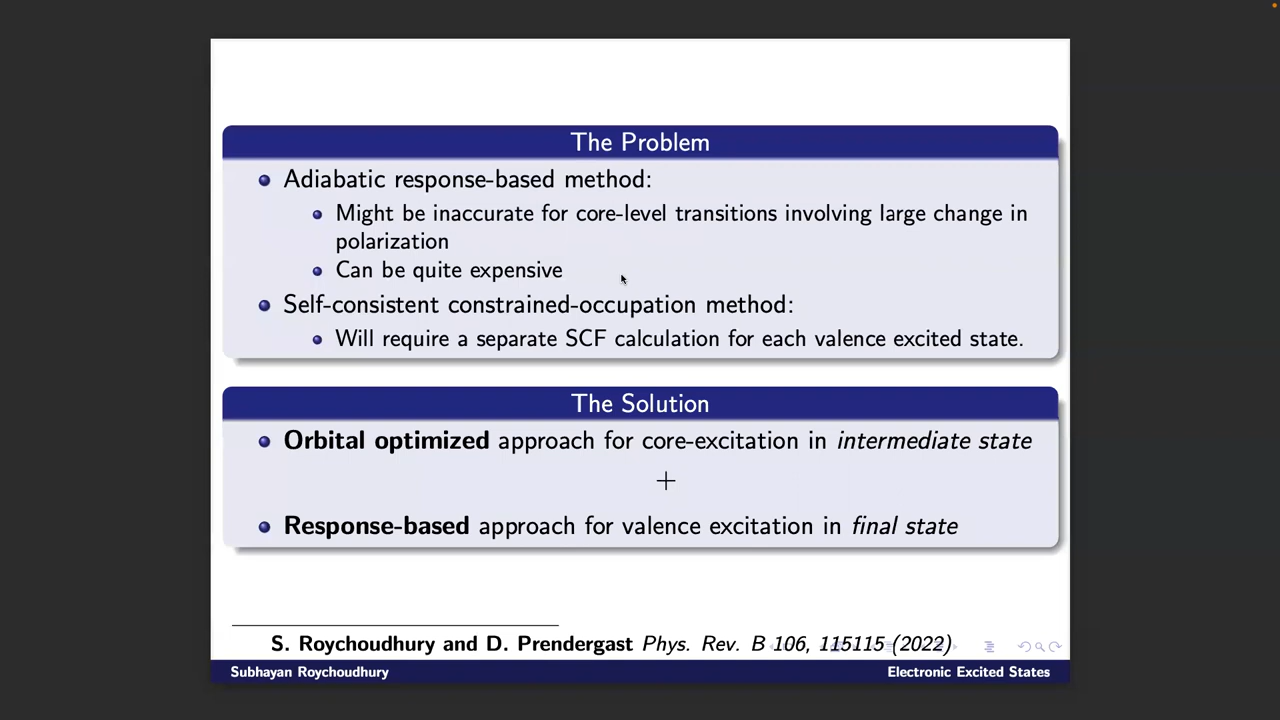 The Problem
Adiabatic response-based method:
Might be inaccurate for core-level transitions involving large change in
polarization
Can be quite expensive
Self-consistent constrained-occupation method:
Will require a separate SCF calculation for each valence excited state.
The Solution
Orbital optimized approach for core-excitation in intermediate state
+
Response-based approach for valence excitation in final state
S. Roychoudhury and D. Prendergast Phys. Rev. B 106, 115115 (2022)
Subhayan Roychoudhury
Electronic Excited States